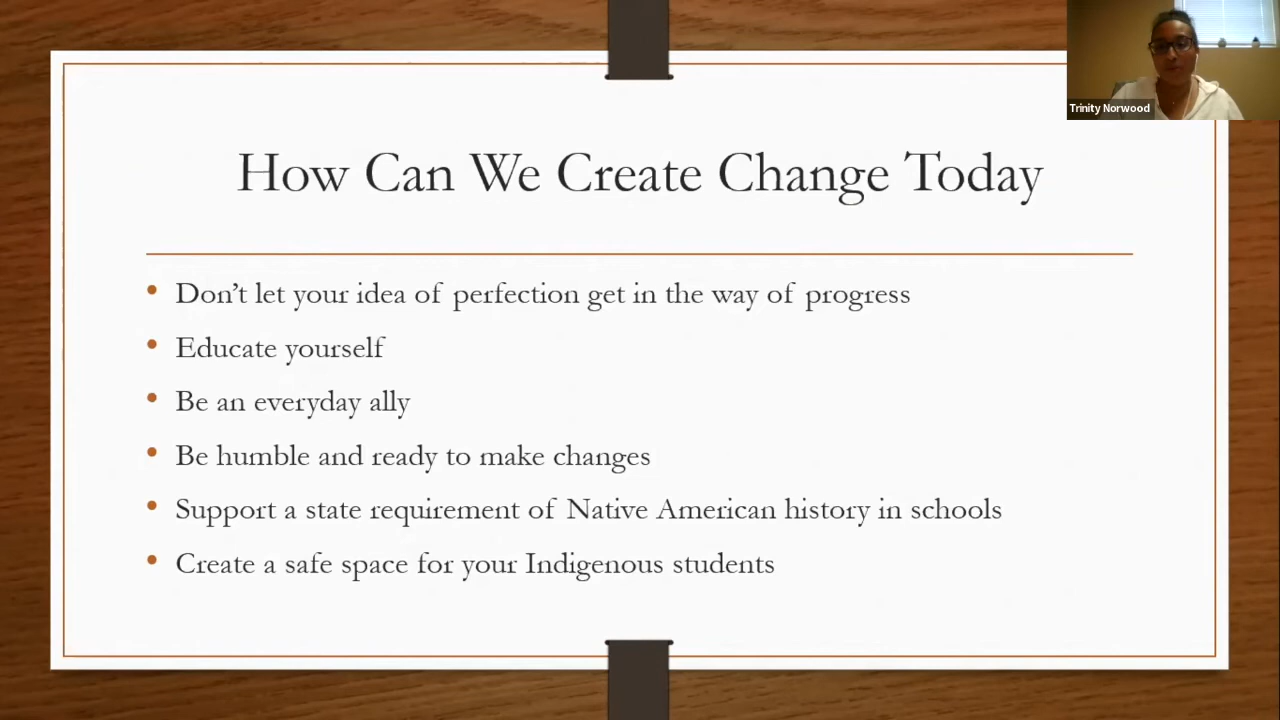 Trinity Norwood
How Can We Create Change Today
• Don’t let your idea of perfection get in the way of progress
• Educate yourself
• Be an everyday ally
• Be humble and ready to make changes
• Support a state requirement of Native American history in schools
• Create a safe space for your Indigenous students